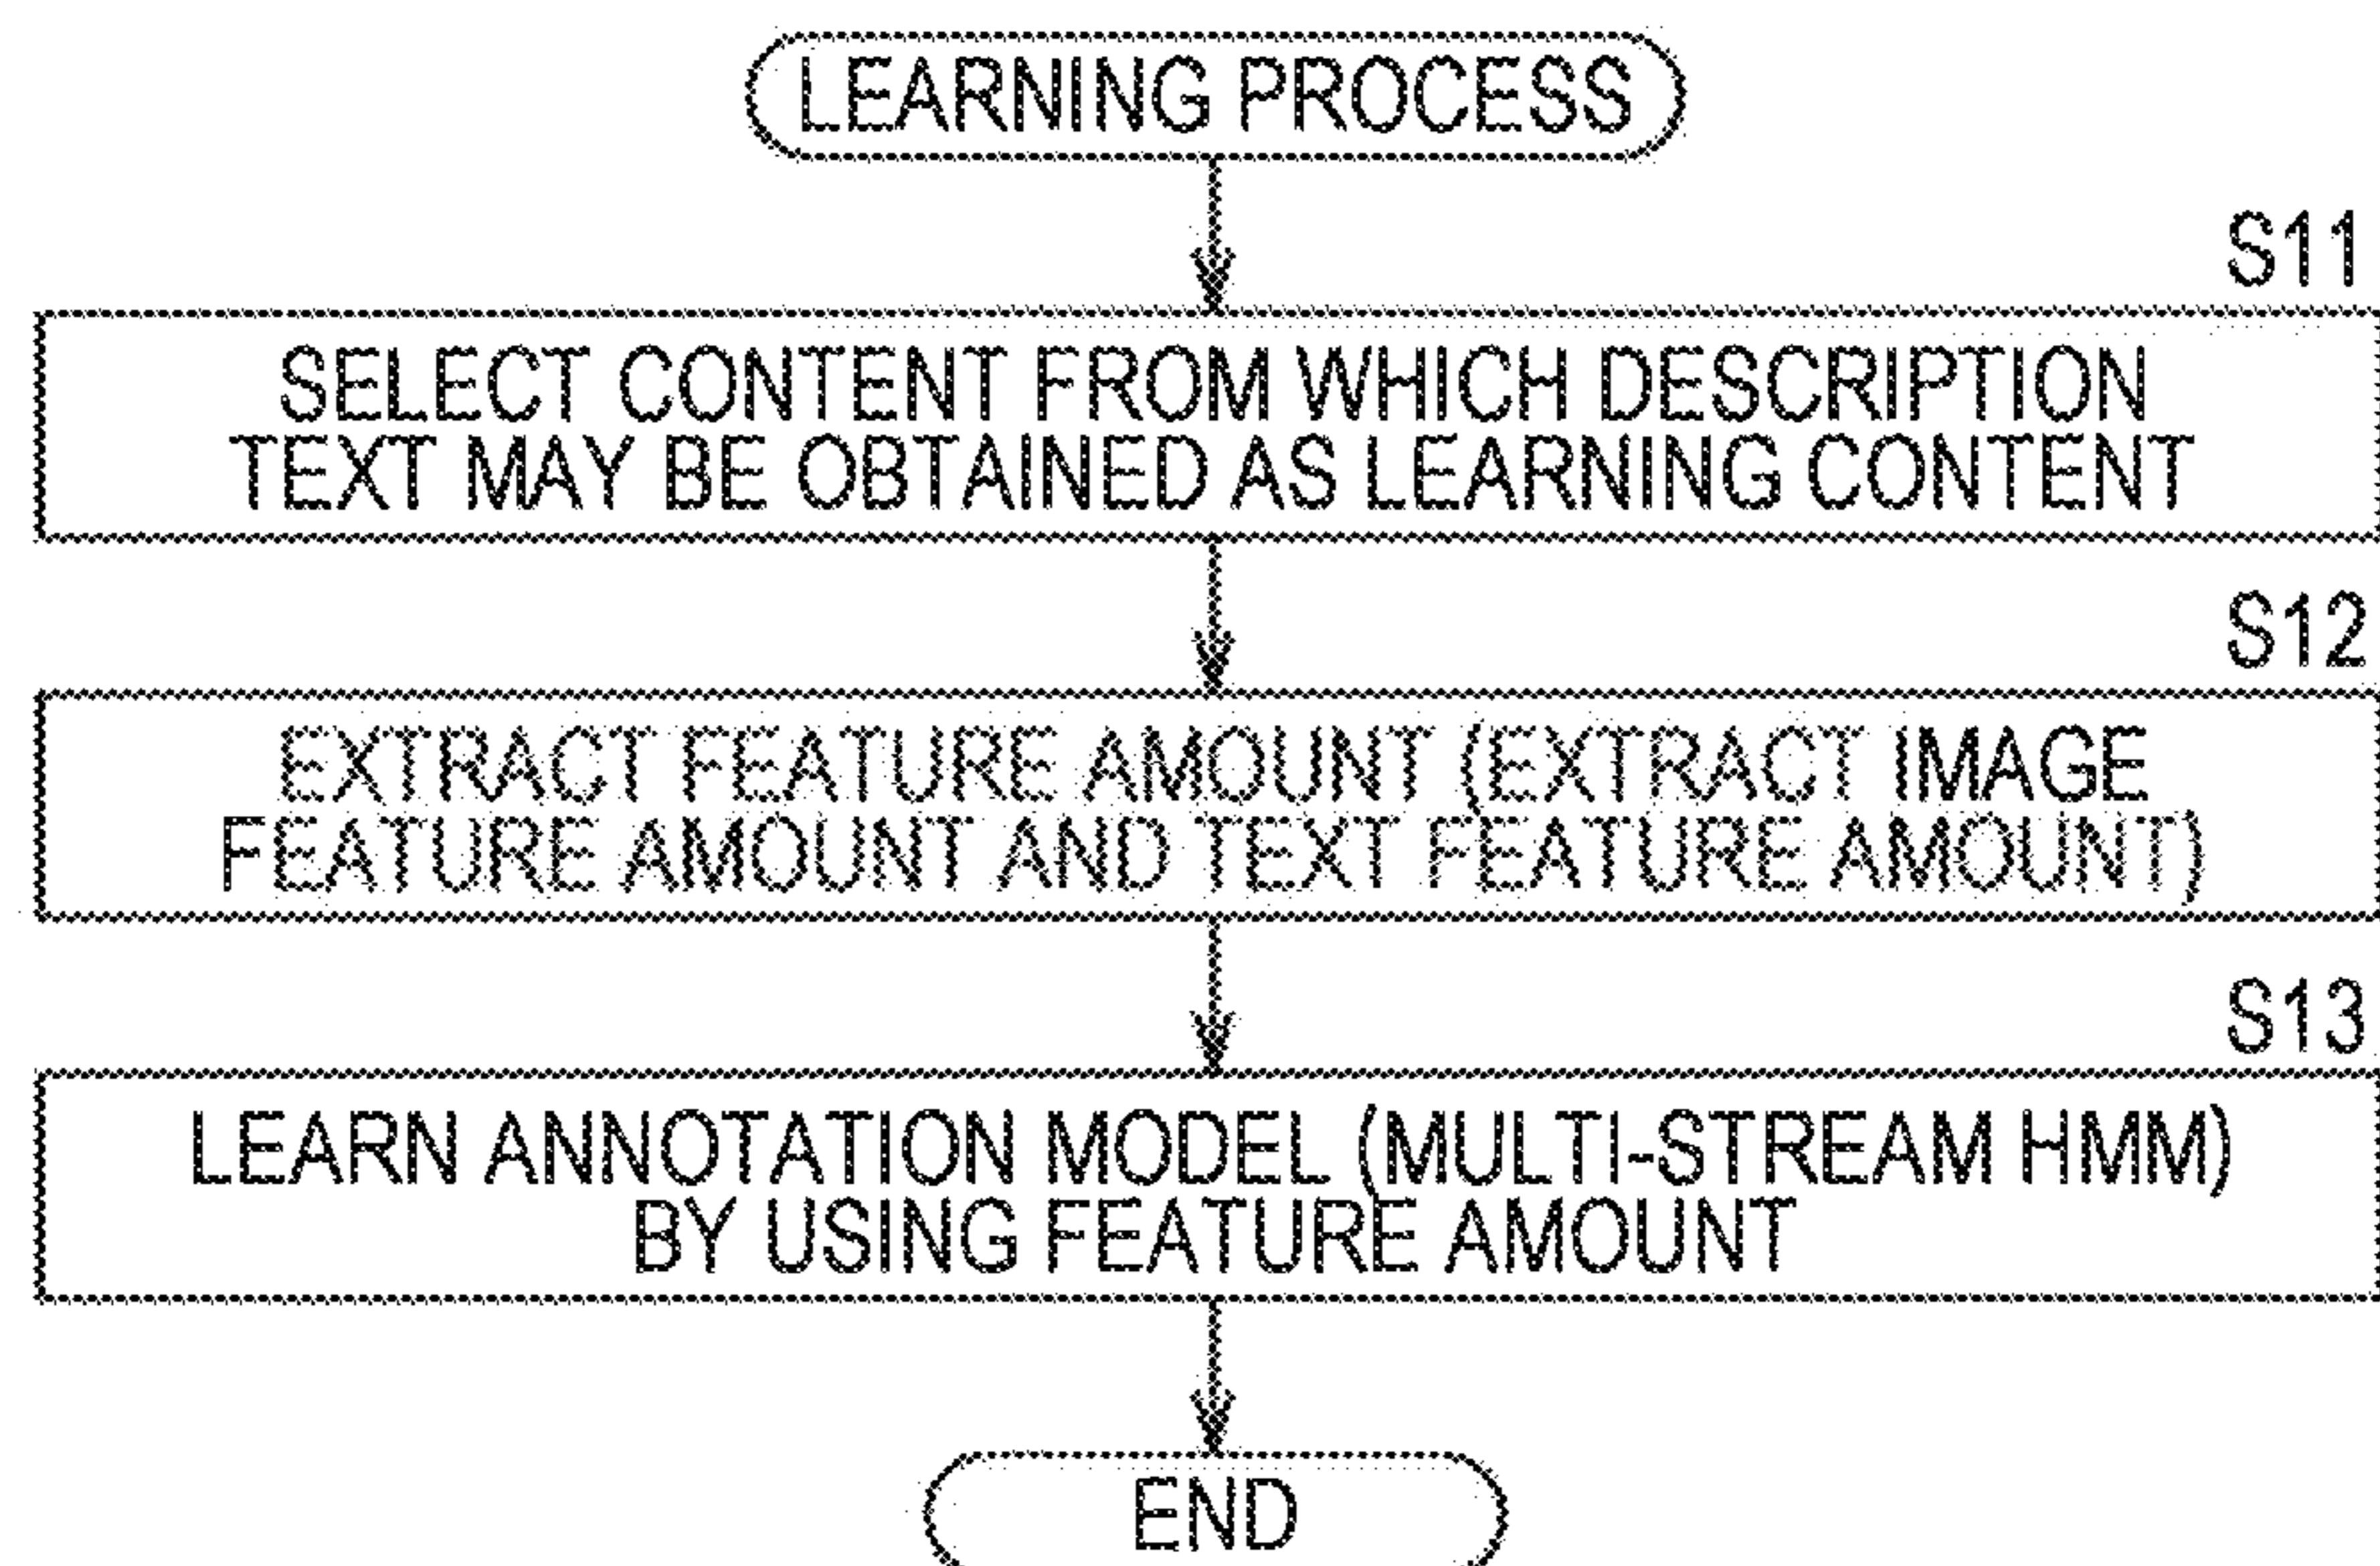 LEARNING PROCESS
S11
SELECT CONTENT FROM WHICH DESCRIPTION
TEXT MAY BE OBTAINED AS LEARNING CONTENT
S12
EXTRACT FEATURE AMOUNT (EXTRACT IMAGE
FEATURE AMOUNT AND TEXT FEATURE AMOUNT)
S13
LEARN ANNOTATION MODEL (MULTI-STREAM HMM)
BY USING FEATURE AMOUNT
END